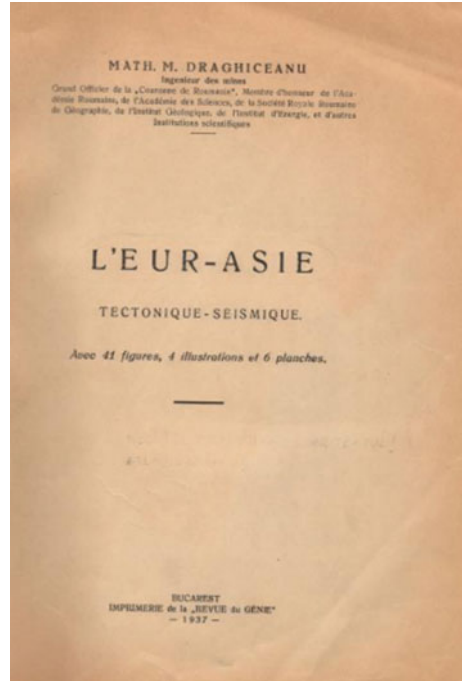 MATH. M. DRAGHICEANU
Ingenieur des mines
Grand Officier de la „Couronne de Roumanie", Membre d'honneur de l'Aca-
démie Roumaine, de l'Académie des Sciences, de la Société Royale Roumaine
de Géographie, de l'Institut Géologique, de l'Institut d'Energie, et d'autres
Institutions scientifiques
L'EUR-ASIE
TECTONIQUE-SEISMIQUE.
Avec 41 figures, 4 illustrations et 6 planches.
BUCAREST
IMPRIMERIE de la „REVUE du GÉNIE"
— 1937 —